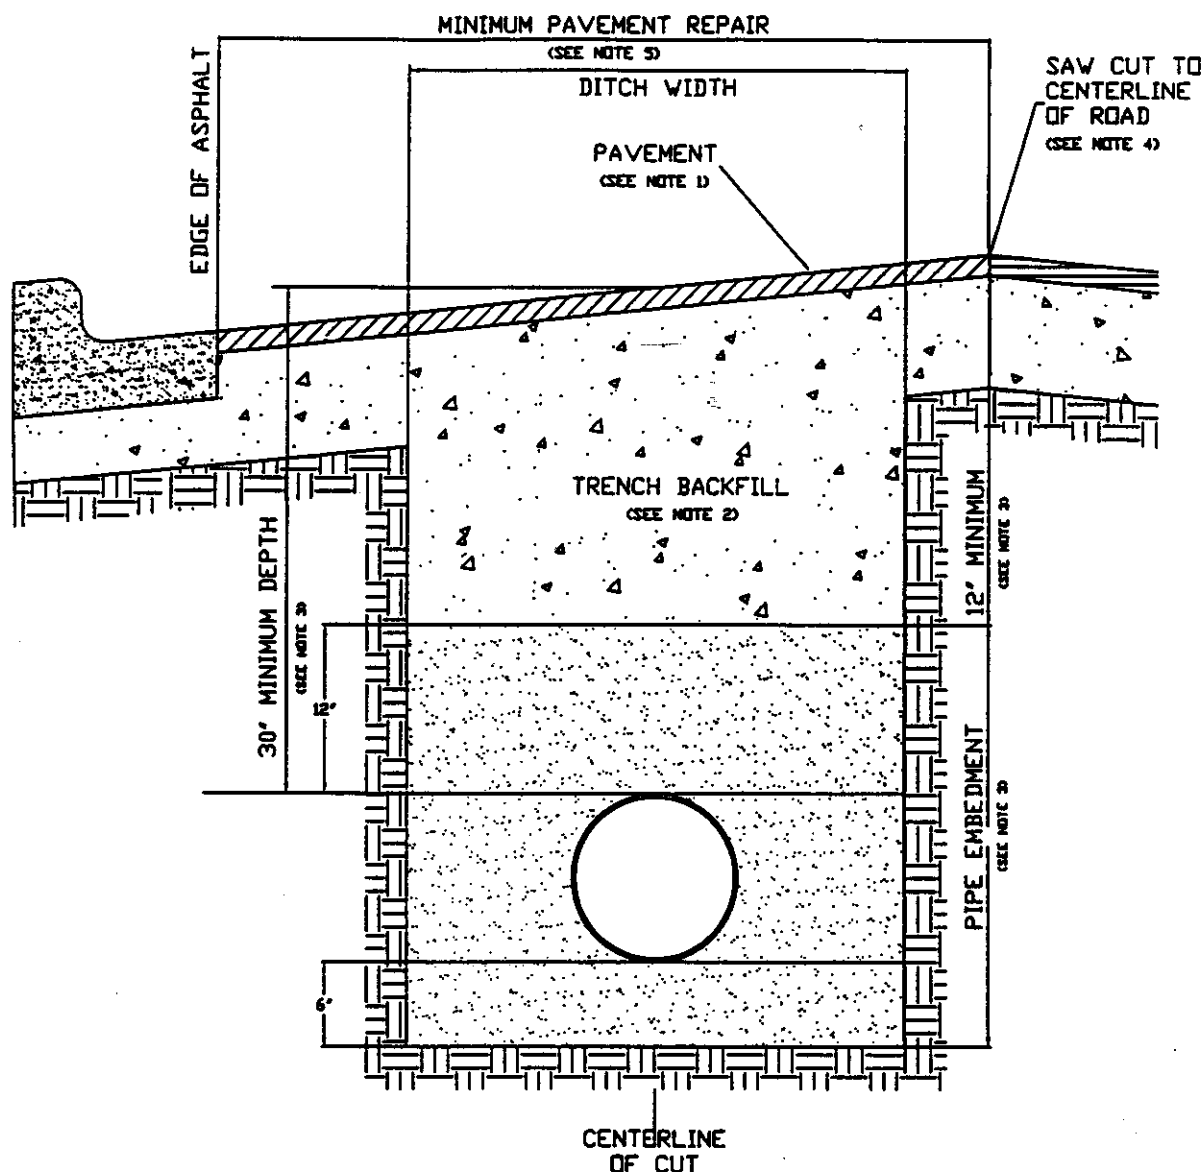 MINIMUM PAVEMENT REPAIR
(SEE NOTE 5)
DITCH WIDTH
EDGE OF ASPHALT
SAW CUT TO
CENTERLINE
OF ROAD
(SEE NOTE 4)
PAVEMENT
(SEE NOTE 1)
TRENCH BACKFILL
(SEE NOTE 2)
30" MINIMUM DEPTH
(SEE NOTE 3)
12" MINIMUM
(SEE NOTE 3)
12"
PIPE EMBEDMENT
(SEE NOTE 3)
6"
CENTERLINE
OF CUT